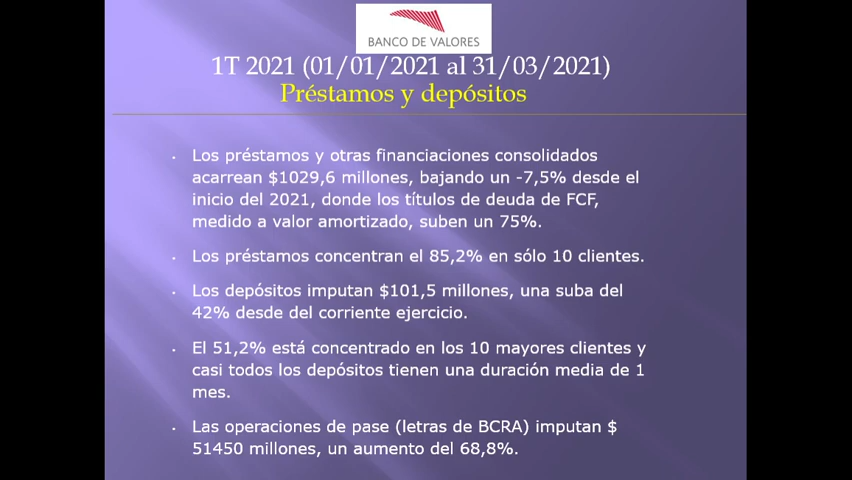 BANCO DE VALORES
1T 2021 (01/01/2021 al 31/03/2021)
Préstamos y depósitos
• Los préstamos y otras financiaciones consolidados
acarrean $1029,6 millones, bajando un -7,5% desde el
inicio del 2021, donde los títulos de deuda de FCF,
medido a valor amortizado, suben un 75%.
• Los préstamos concentran el 85,2% en sólo 10 clientes.
• Los depósitos imputan $101,5 millones, una suba del
42% desde del corriente ejercicio.
• El 51,2% está concentrado en los 10 mayores clientes y
casi todos los depósitos tienen una duración media de 1
mes.
• Las operaciones de pase (letras de BCRA) imputan $
51450 millones, un aumento del 68,8%.